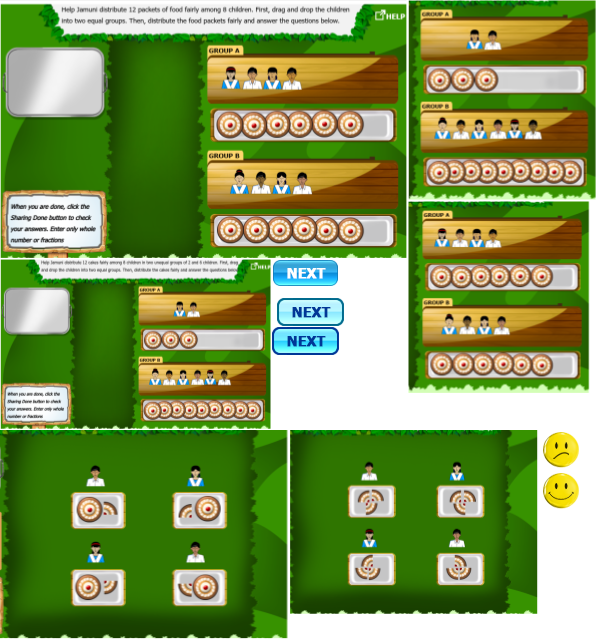 Help Jamuni distribute 12 packets of food fairly among 8 children. First, drag and drop the children
into two equal groups. Then, distribute the food packets fairly and answer the questions below.
HELP
GROUP A
GROUP B
When you are done, click the
Sharing Done button to check
your answers. Enter only whole
number or fractions
GROUP A
GROUP B
GROUP A
GROUP B
Help Jamuni distribute 12 cakes fairly among 8 children in two unequal groups of 2 and 6 children. First, drag
and drop the children into two equal groups. Then, distribute the cakes fairly and answer the questions below
HELP
GROUP A
GROUP B
When you are done, click the
Sharing Done button to check
your answers. Enter only whole
number or fractions
NEXT
NEXT
NEXT